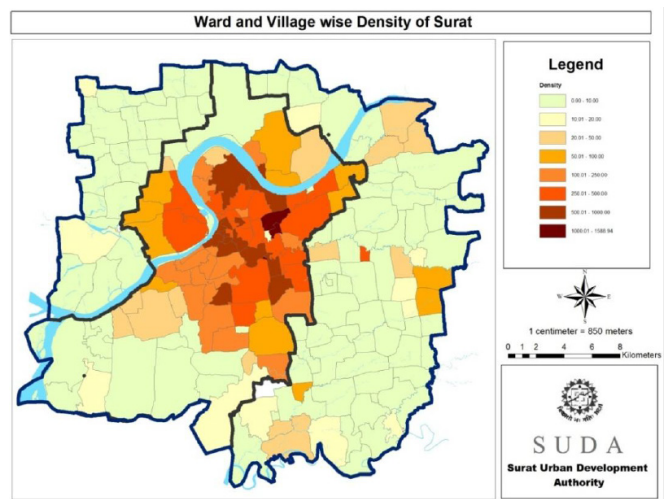 Ward and Village wise Density of Surat
Legend
Density
0.00 - 10.00
10.01 - 20.00
20.01 - 50.00
50.01 - 100.00
100.01 - 250.00
250.01 - 500.00
500.01 - 1000.00
N
W
E
S
1 centimeter = 850 meters
0 1 2 4 6 8
Kilometers
SUDA
Surat Urban Development
Authority